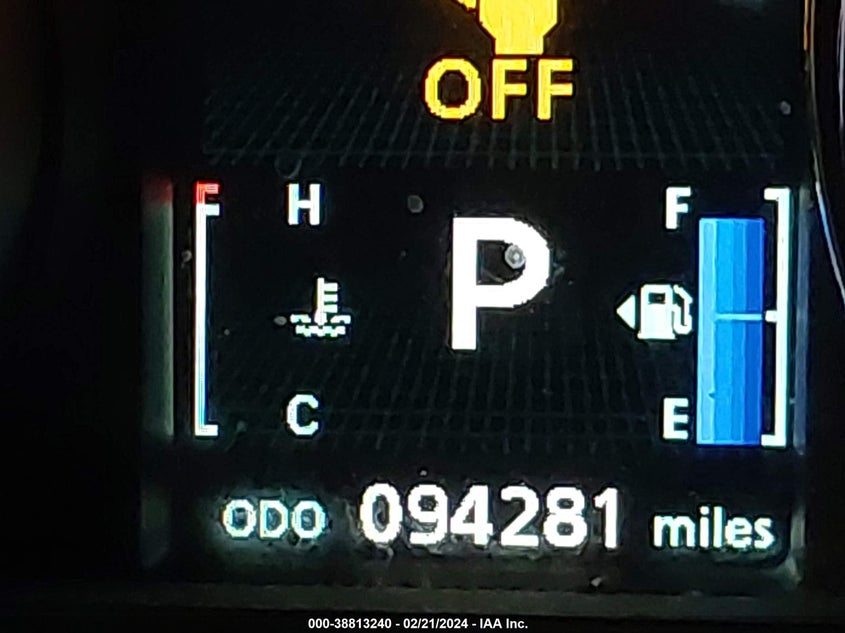 OFF
H
F
P
C
E
ODO 094281 miles
000-38813240 - 02/21/2024 - IAA Inc.